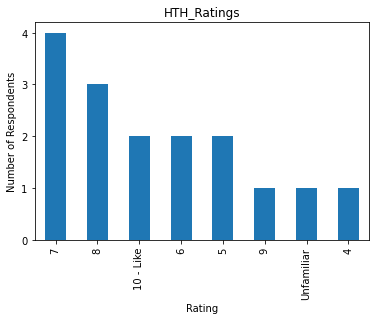 HTH_Ratings
Number of Respondents
4
3
2
1
0
7
8
10 - Like
6
5
9
Unfamiliar
4
Rating